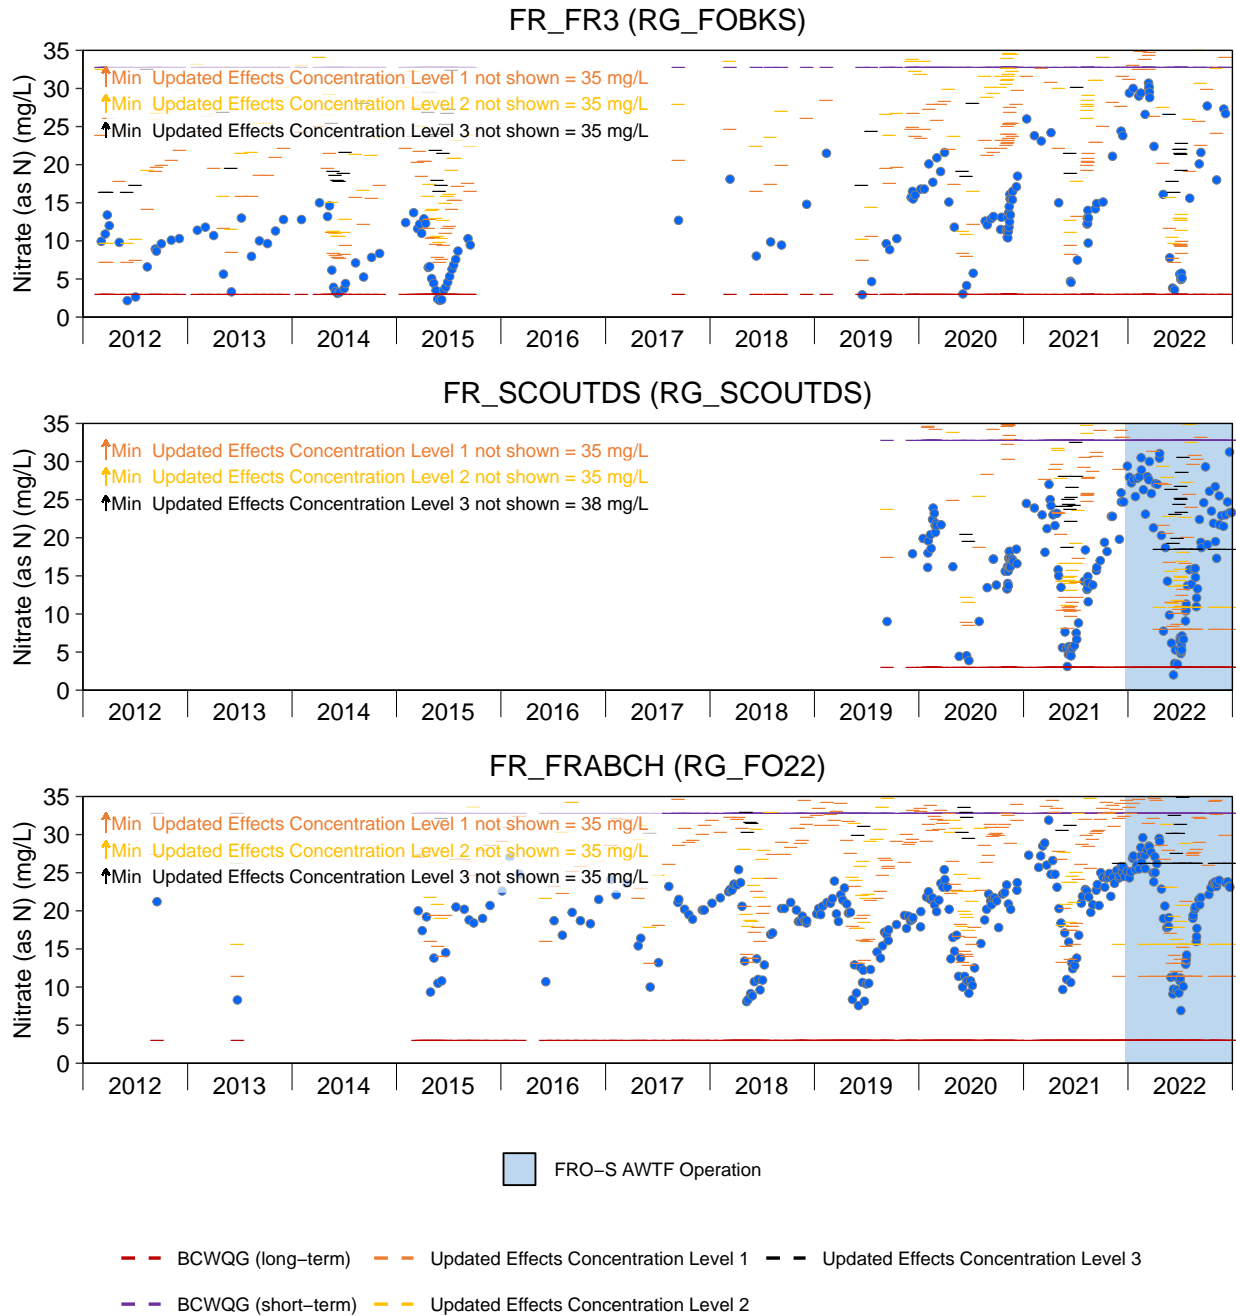 FR_FR3 (RG_FOBKS)
Nitrate (as N) (mg/L)
35
30
25
20
15
10
5
0
Min Updated Effects Concentration Level 1 not shown = 35 mg/L
Min Updated Effects Concentration Level 2 not shown = 35 mg/L
Min Updated Effects Concentration Level 3 not shown = 35 mg/L
2012 2013 2014 2015 2016 2017 2018 2019 2020 2021 2022
FR_SCOUTDS (RG_SCOUTDS)
Nitrate (as N) (mg/L)
35
30
25
20
15
10
5
0
Min Updated Effects Concentration Level 1 not shown = 35 mg/L
Min Updated Effects Concentration Level 2 not shown = 35 mg/L
Min Updated Effects Concentration Level 3 not shown = 38 mg/L
2012 2013 2014 2015 2016 2017 2018 2019 2020 2021 2022
FR_FRABCH (RG_FO22)
Nitrate (as N) (mg/L)
35
30
25
20
15
10
5
0
Min Updated Effects Concentration Level 1 not shown = 35 mg/L
Min Updated Effects Concentration Level 2 not shown = 35 mg/L
Min Updated Effects Concentration Level 3 not shown = 35 mg/L
2012 2013 2014 2015 2016 2017 2018 2019 2020 2021 2022
FRO−S AWTF Operation
BCWQG (long−term) Updated Effects Concentration Level 1 Updated Effects Concentration Level 3
BCWQG (short−term) Updated Effects Concentration Level 2